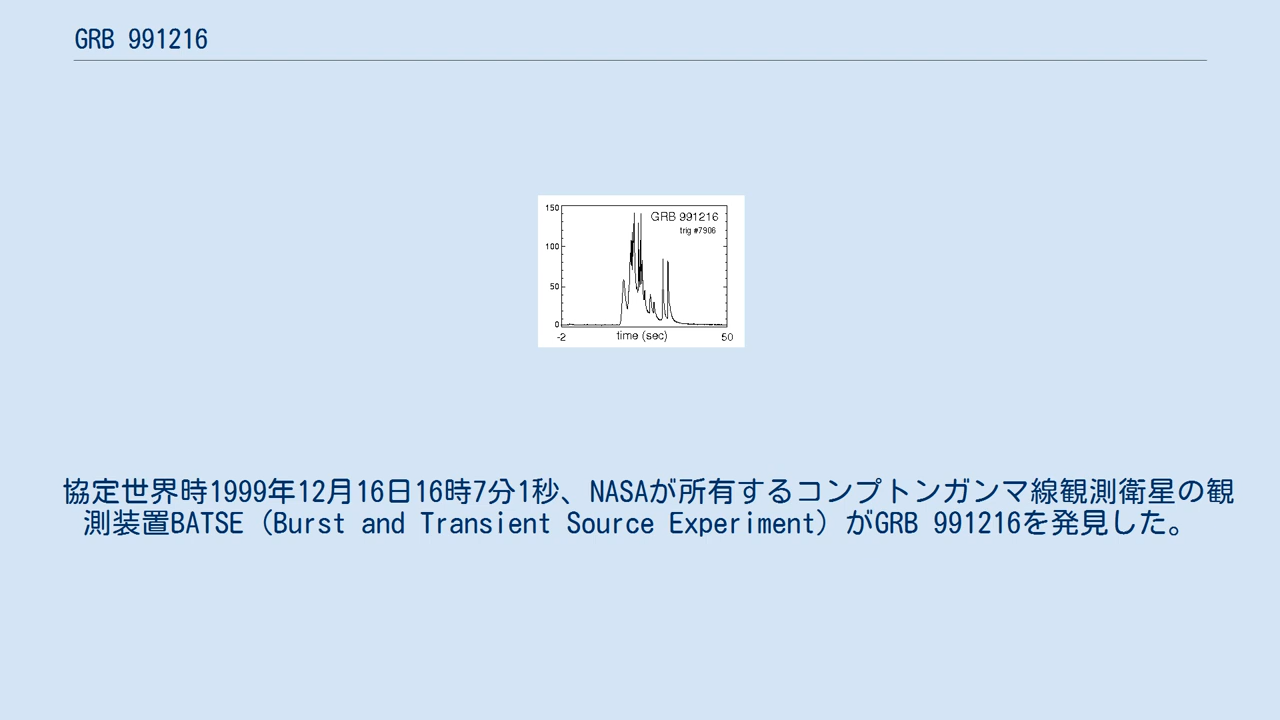 GRB 991216
150
GRB 991216
trig #7906
100
50
0
-2
time (sec)
50
協定世界時1999年12月16日16時7分1秒、NASAが所有するコンプトンガンマ線観測衛星の観
測装置BATSE（Burst and Transient Source Experiment）がGRB 991216を発見した。